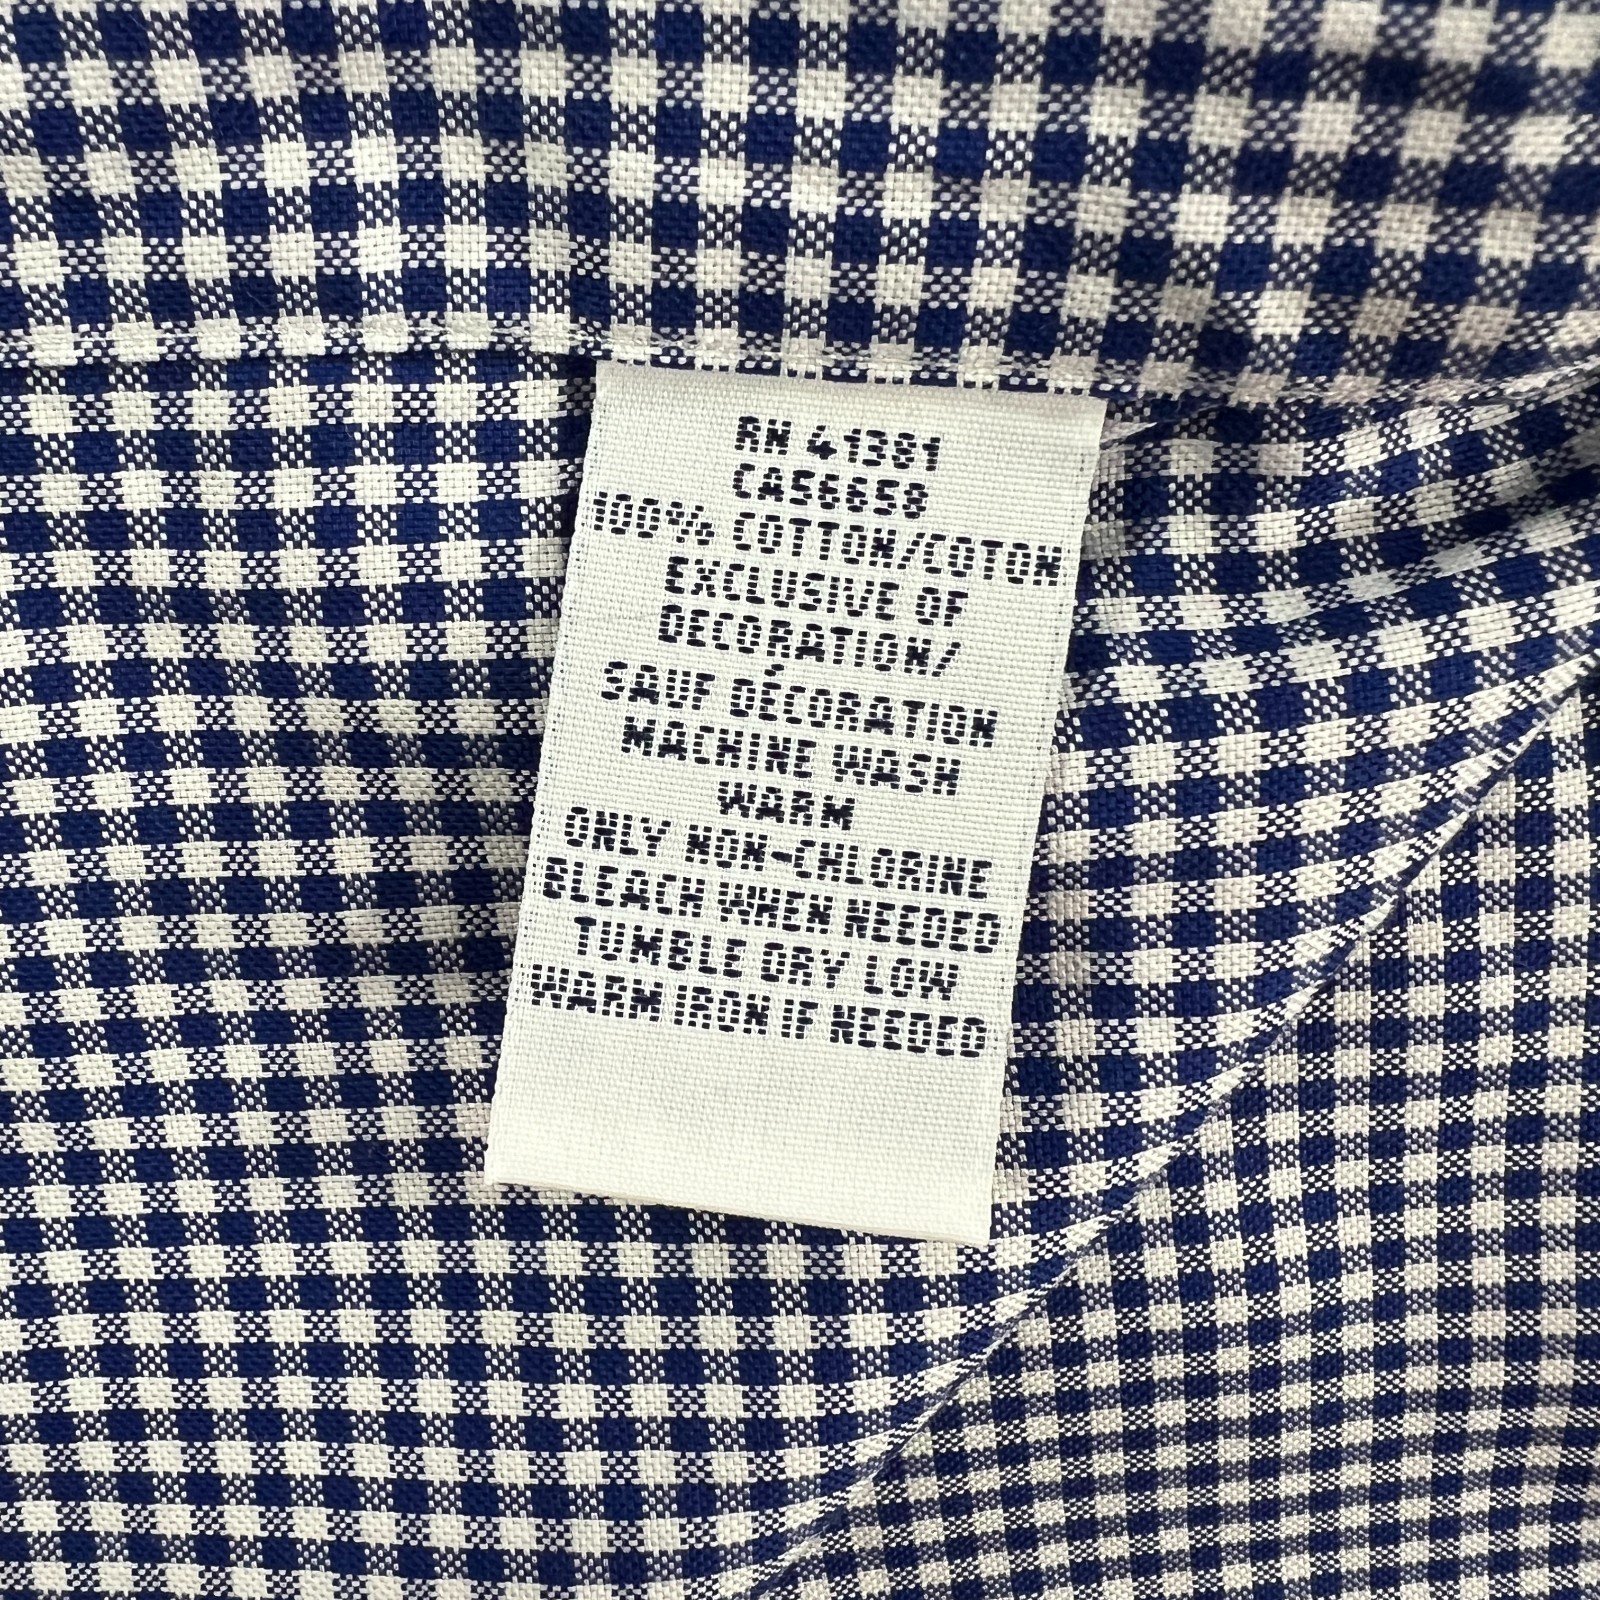 RN 41381
CA56658
100% COTTON/COTON
EXCLUSIVE OF
DECORATION/
SAUF DÉCORATION
MACHINE WASH
WARM
ONLY NON-CHLORINE
BLEACH WHEN NEEDED
TUMBLE DRY LOW
WARM IRON IF NEEDED